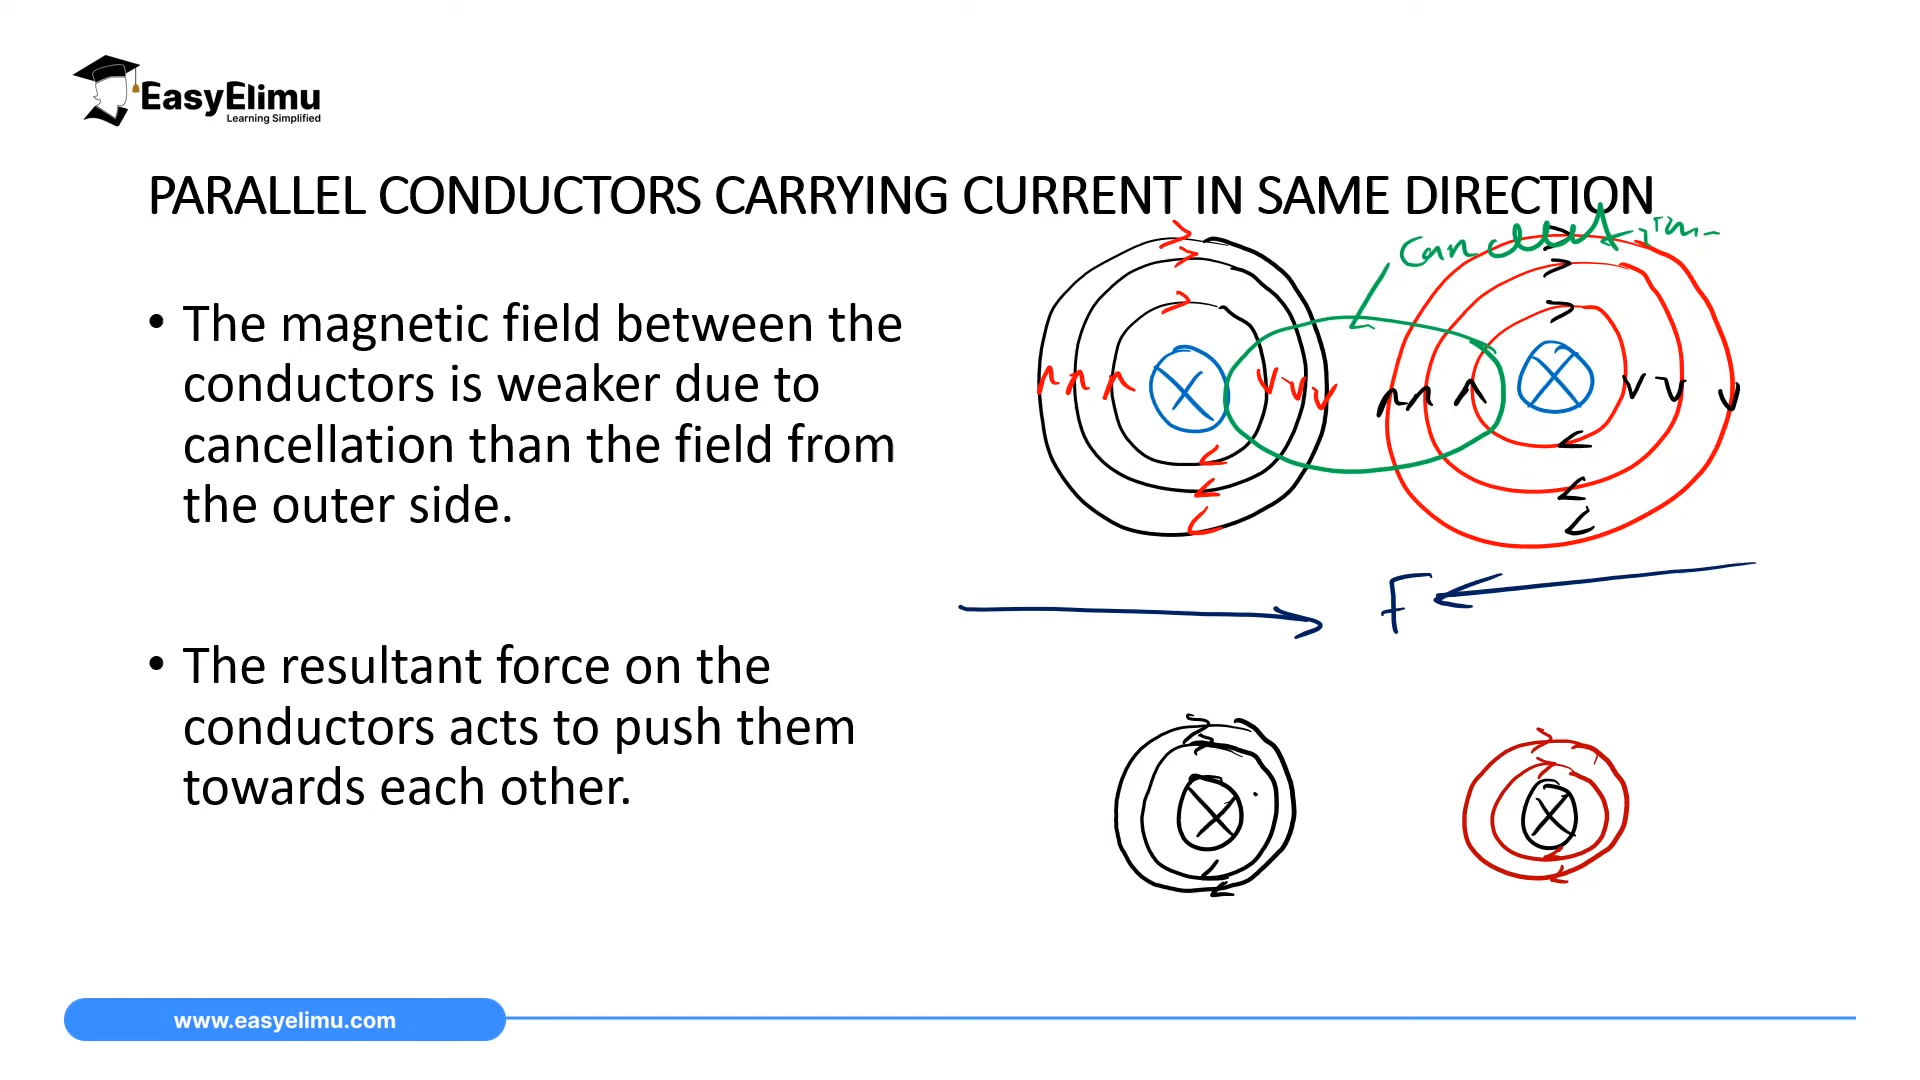 EasyElimu
Learning Simplified
PARALLEL CONDUCTORS CARRYING CURRENT IN SAME DIRECTION
cancellation
• The magnetic field between the
conductors is weaker due to
cancellation than the field from
the outer side.
F
• The resultant force on the
conductors acts to push them
towards each other.
www.easyelimu.com